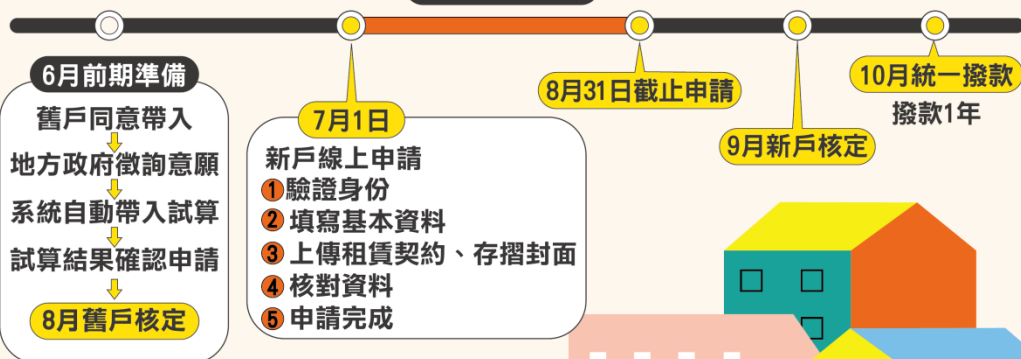 6月前期準備
舊戶同意帶入
地方政府徵詢意願
系統自動帶入試算
試算結果確認申請
8月舊戶核定
7月1日
新戶線上申請
1驗證身份
2 填寫基本資料
3 上傳租賃契約、存摺封面
4 核對資料
5 申請完成
8月31日截止申請
9月新戶核定
10月統一撥款
撥款1年